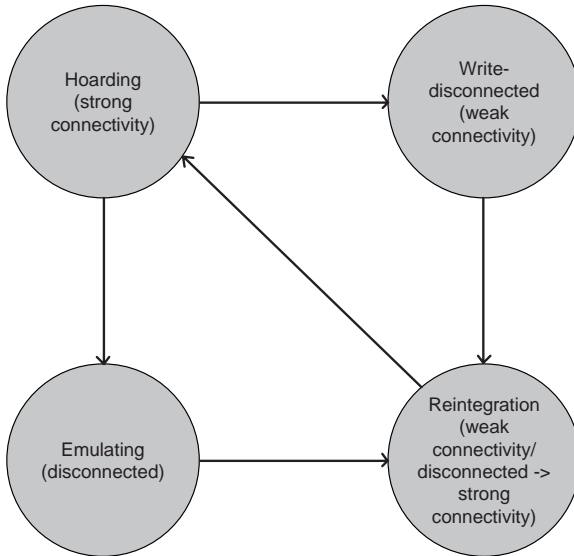 Hoarding
(strong
connectivity)
Write-
disconnected
(weak
connectivity)
Emulating
(disconnected)
Reintegration
(weak
connectivity/
disconnected ->
strong
connectivity)